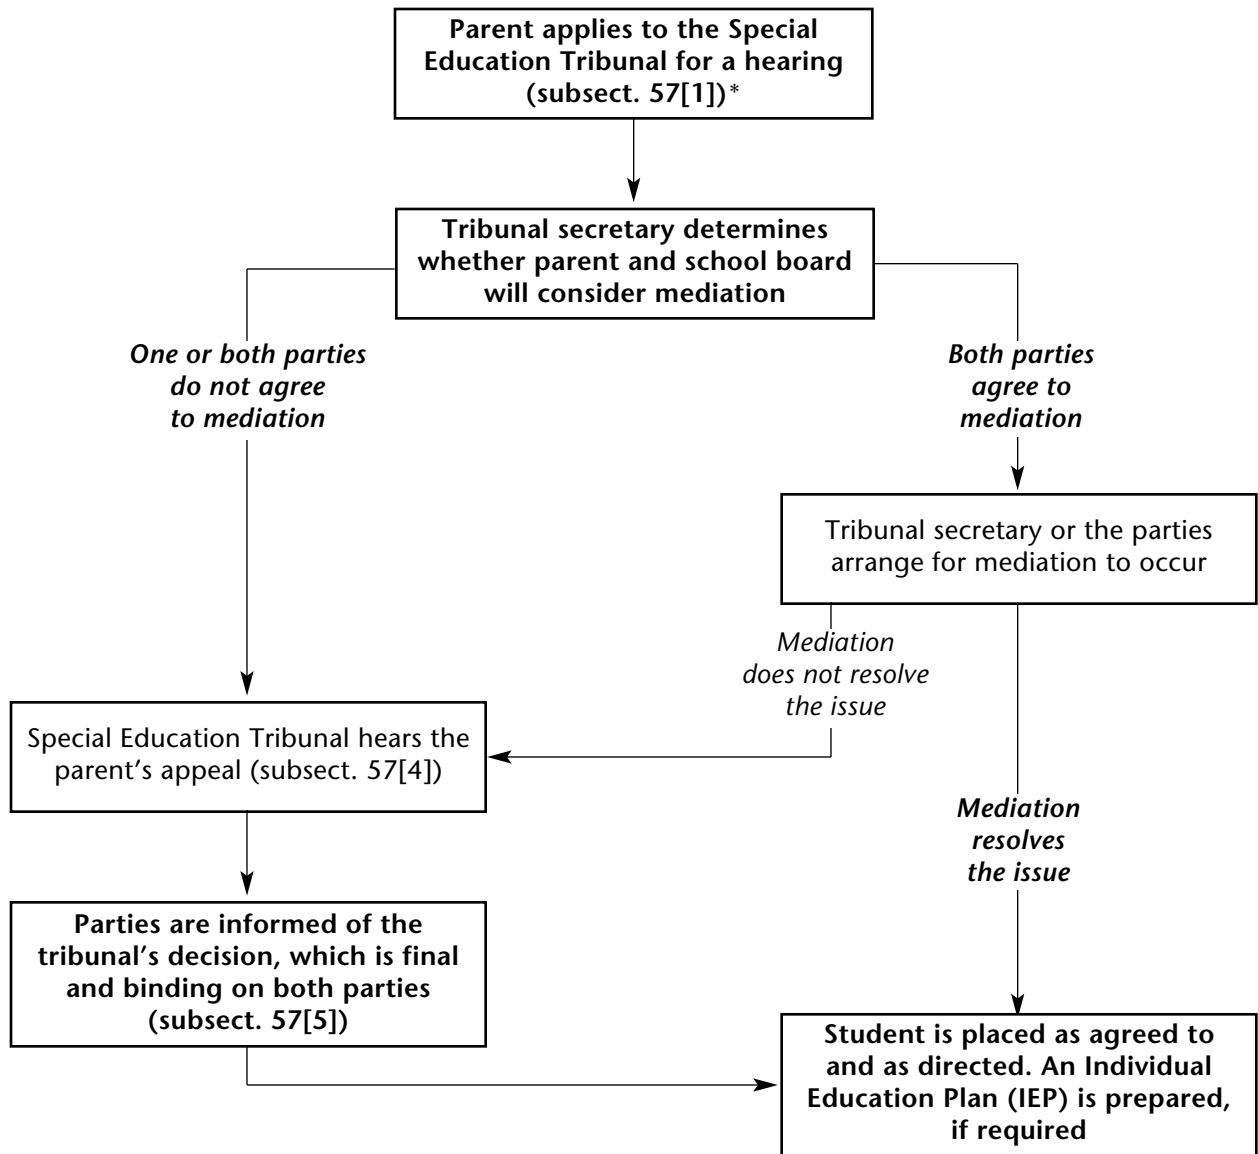 Parent applies to the Special
Education Tribunal for a hearing
(subsect. 57[1])*
Tribunal secretary determines
whether parent and school board
will consider mediation
One or both parties
do not agree
to mediation
Both parties
agree to
mediation
Tribunal secretary or the parties
arrange for mediation to occur
Mediation
does not resolve
the issue
Special Education Tribunal hears the
parent’s appeal (subsect. 57[4])
Mediation
resolves
the issue
Parties are informed of the
tribunal’s decision, which is final
and binding on both parties
(subsect. 57[5])
Student is placed as agreed to
and as directed. An Individual
Education Plan (IEP) is prepared,
if required